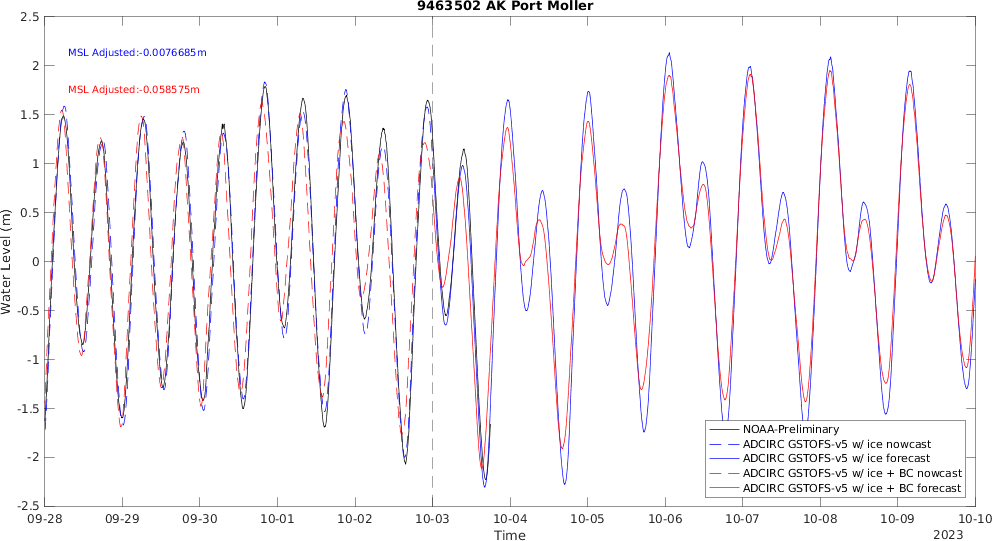 9463502 AK Port Moller
MSL Adjusted:-0.0076685m
MSL Adjusted:-0.058575m
Water Level (m)
2.5
2
1.5
1
0.5
0
-0.5
-1
-1.5
-2
-2.5
NOAA-Preliminary
ADCIRC GSTOFS-v5 w/ ice nowcast
ADCIRC GSTOFS-v5 w/ ice forecast
ADCIRC GSTOFS-v5 w/ ice + BC nowcast
ADCIRC GSTOFS-v5 w/ ice + BC forecast
09-28 09-29 09-30 10-01 10-02 10-03 10-04 10-05 10-06 10-07 10-08 10-09 10-10
Time
2023